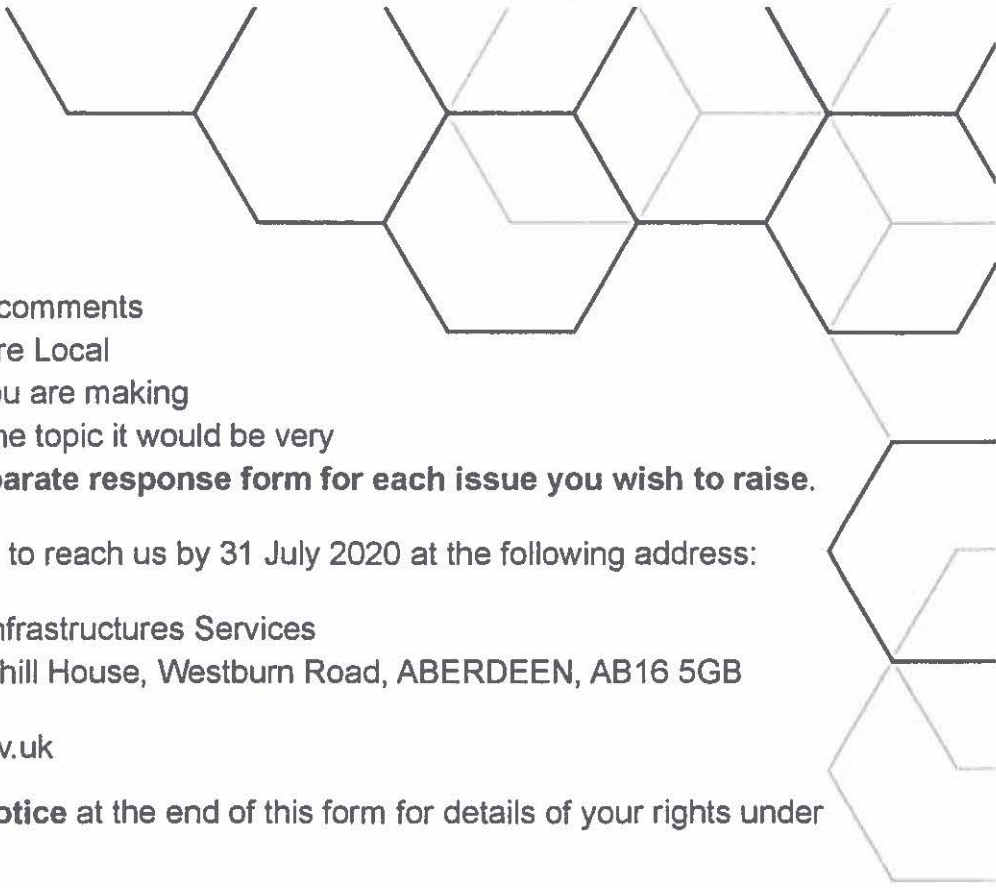 comments
re Local
u are making
ne topic it would be very
parate response form for each issue you wish to raise.
to reach us by 31 July 2020 at the following address:
nfrastructures Services
hill House, Westburn Road, ABERDEEN, AB16 5GB
v.uk
otice at the end of this form for details of your rights under